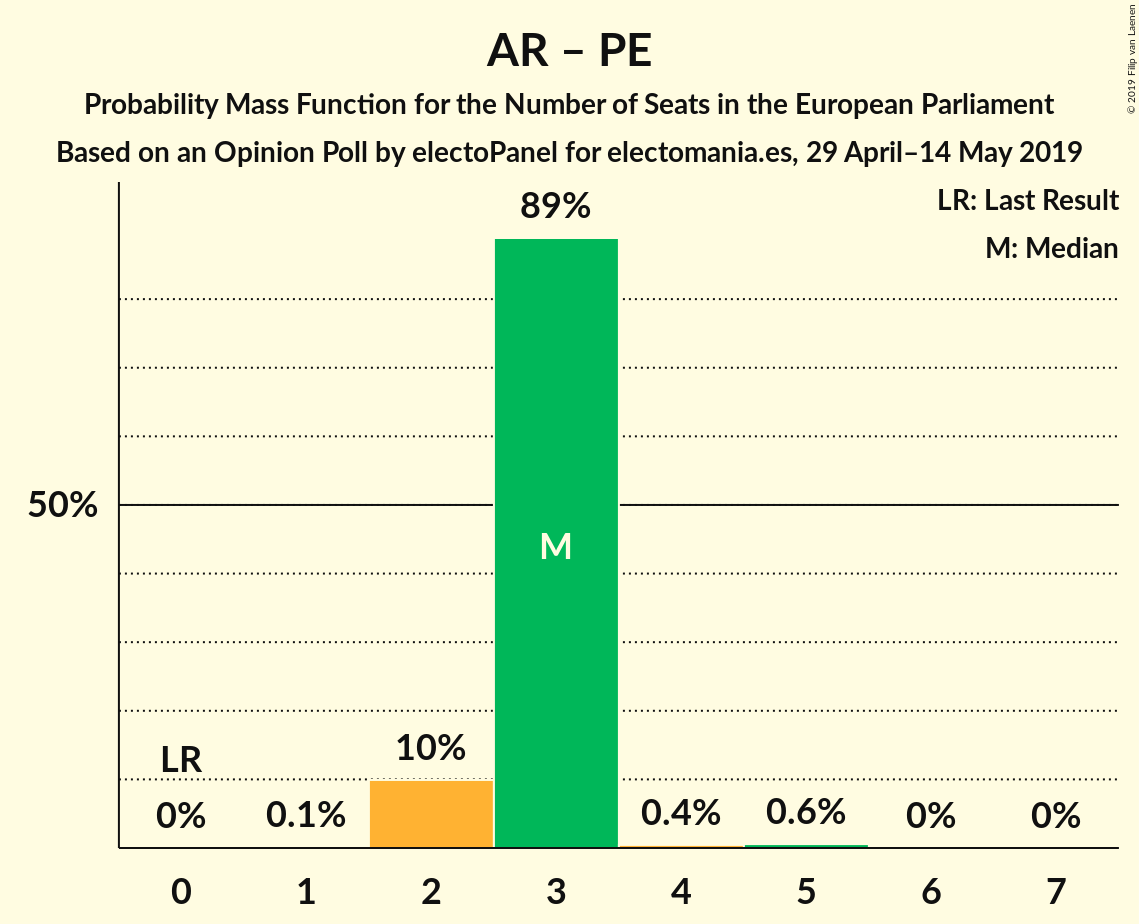 AR – PE
Probability Mass Function for the Number of Seats in the European Parliament
Based on an Opinion Poll by electoPanel for electomania.es, 29 April–14 May 2019
© 2019 Filip van Laenen
LR: Last Result
M: Median
89%
50%
M
LR
10%
0%
0.1%
0.4%
0.6%
0%
0%
0 1 2 3 4 5 6 7